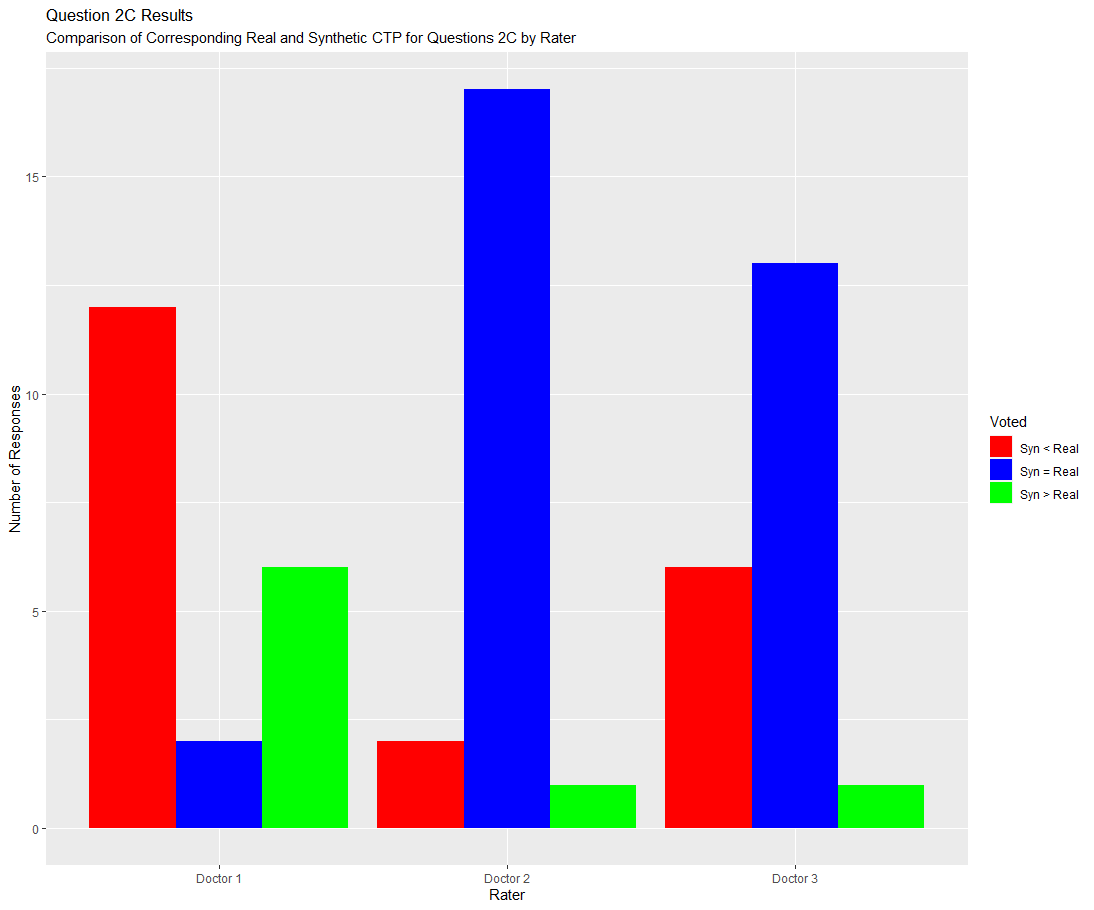 Question 2C Results
Comparison of Corresponding Real and Synthetic CTP for Questions 2C by Rater
Number of Responses
15
10
5
0
Doctor 1
Doctor 2
Doctor 3
Rater
Voted
Syn < Real
Syn = Real
Syn > Real